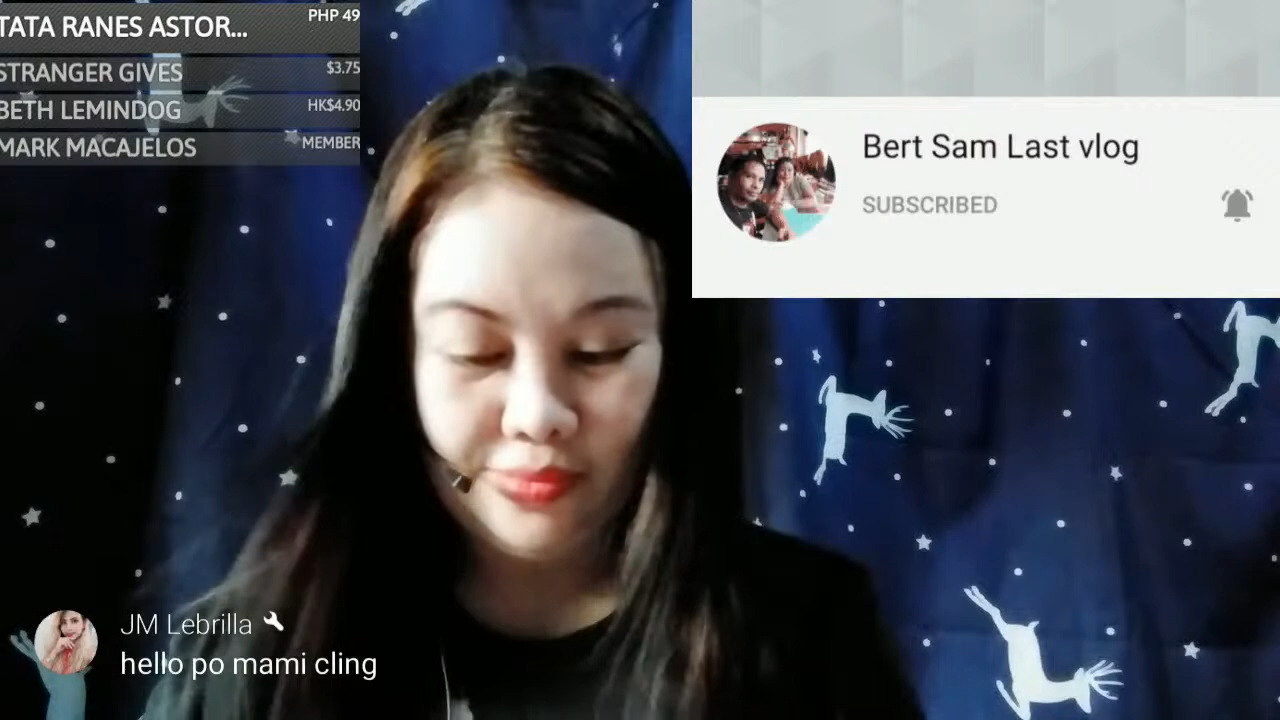 TATA RANES ASTOR... PHP 49
STRANGER GIVES $3.75
BETH LEMINDOG HK$4.90
MARK MACAJELOS MEMBER
Bert Sam Last vlog
SUBSCRIBED
JM Lebrilla
hello po mami cling